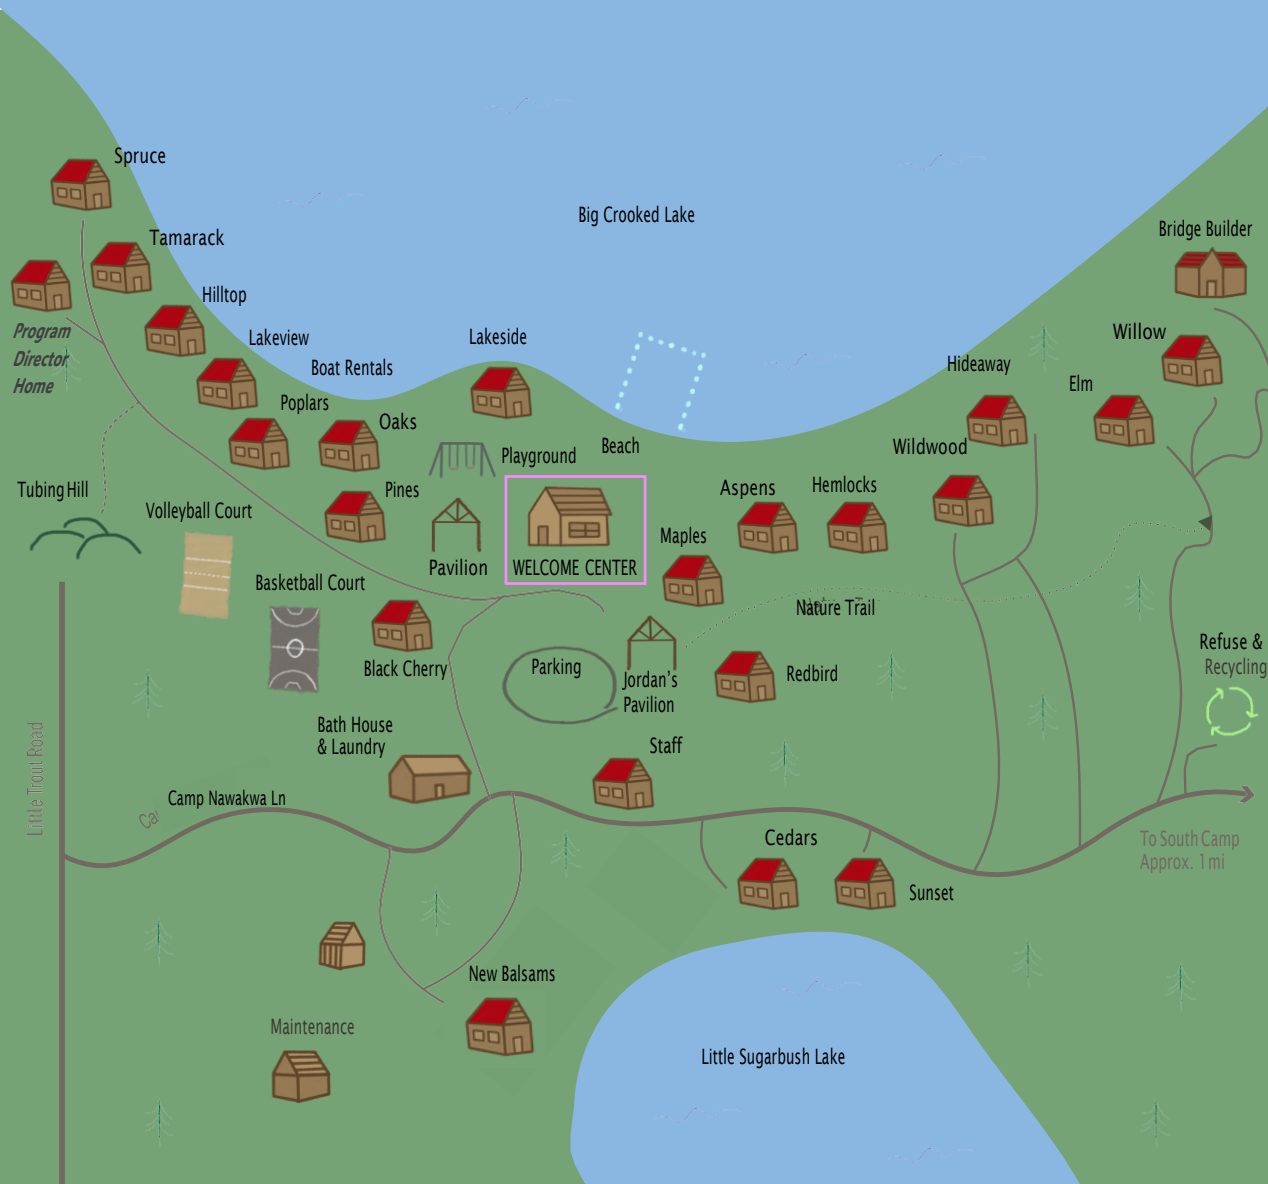 Spruce
Big Crooked Lake
Bridge Builder
Tamarack
Hilltop
Program
Director
Home
Lakeview
Lakeside
Willow
Boat Rentals
Hideaway
Elm
Poplars
Oaks
Playground
Beach
Wildwood
Tubing Hill
Pines
Aspens
Hemlocks
Volleyball Court
Maples
Pavilion
WELCOME CENTER
Basketball Court
Nature Trail
Black Cherry
Parking
Jordan's
Pavilion
Redbird
Refuse &
Recycling
Bath House
& Laundry
Staff
Little Trout Road
Camp Nawakwa Ln
Cedars
To South Camp
Approx. 1 mi
Sunset
New Balsams
Maintenance
Little Sugarbush Lake